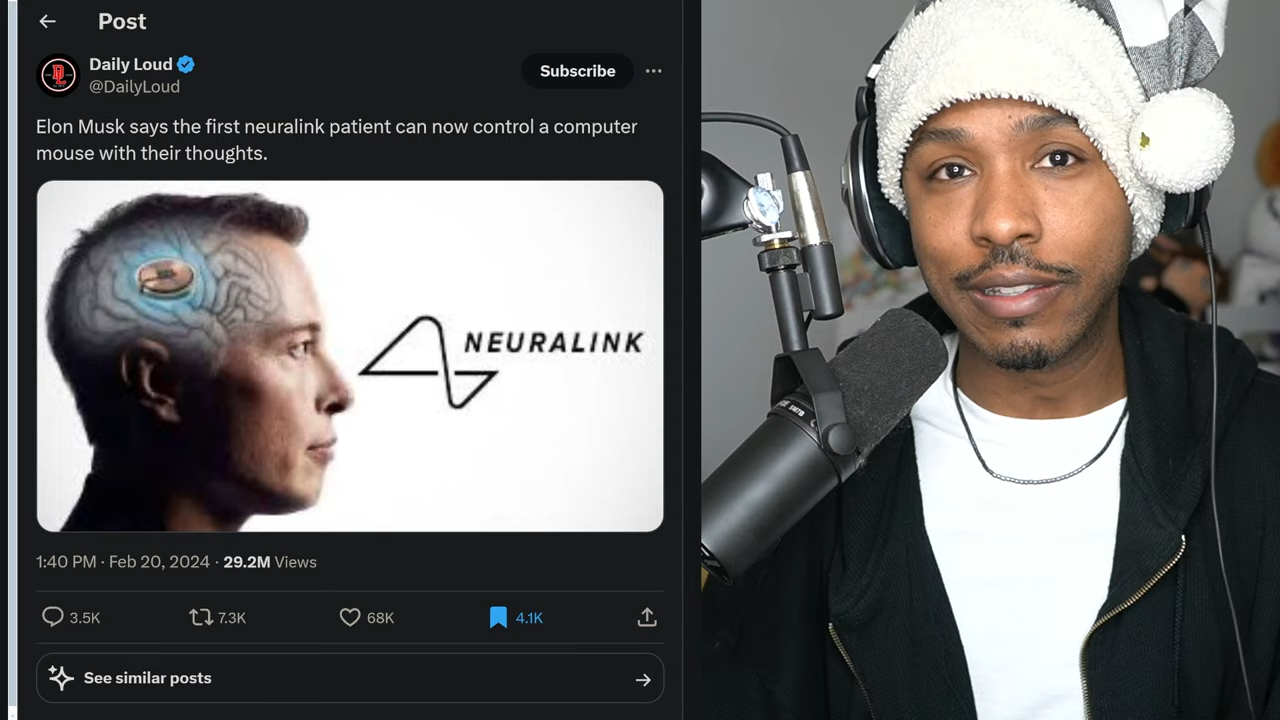 Post
Daily Loud
@DailyLoud
Subscribe
Elon Musk says the first neuralink patient can now control a computer
mouse with their thoughts.
NEURALINK
1:40 PM · Feb 20, 2024 · 29.2M Views
3.5K
7.3K
68K
4.1K
See similar posts